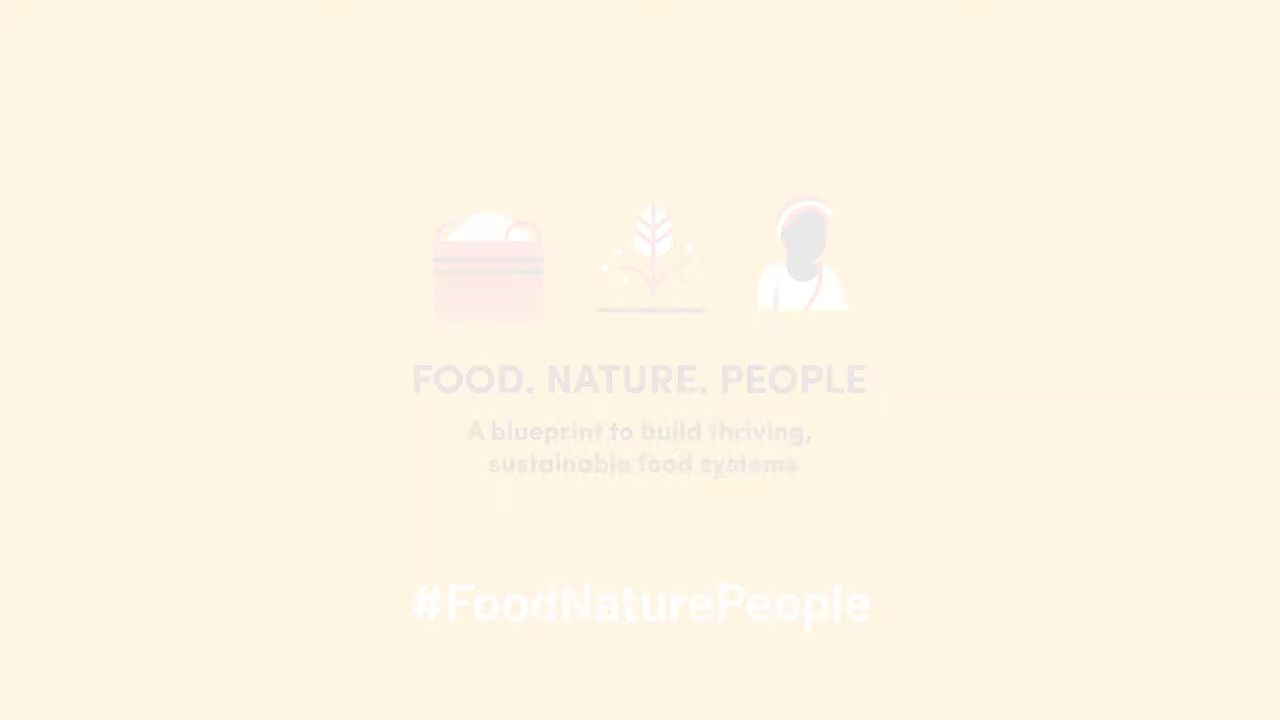 FOOD. NATURE. PEOPLE
A blueprint to build thriving,
sustainable food systems
#FoodNaturePeople